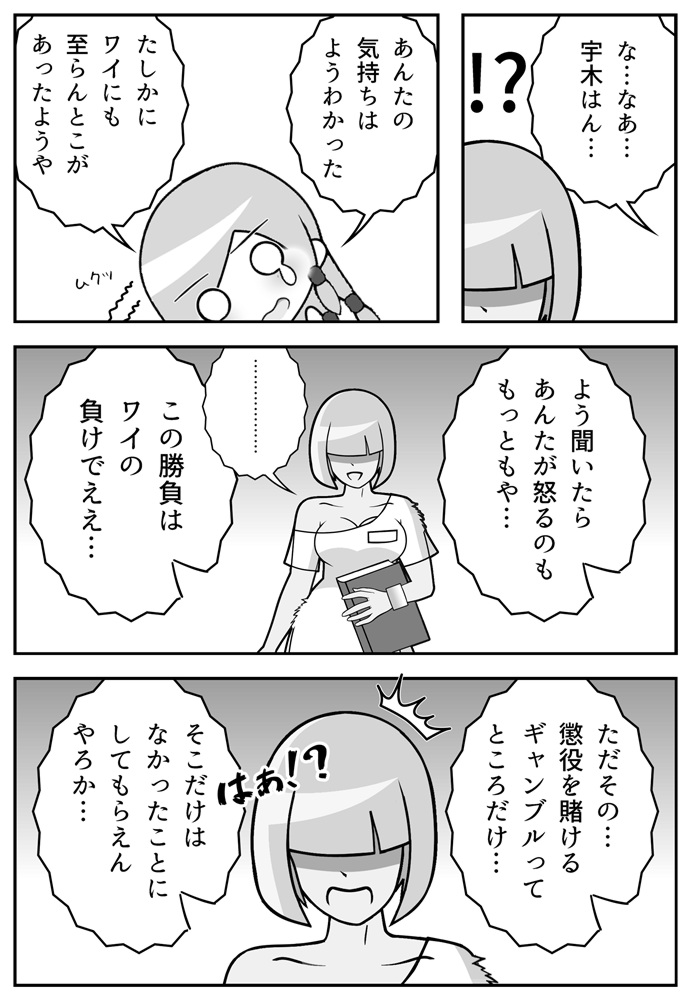 な…なあ…
宇木はん…
!?
あんたの
気持ちは
ようわかった
たしかに
ワイにも
至らんとこが
あったようや
ムグッ
よう聞いたら
あんたが怒るのも
もっともや…
…………
この勝負は
ワイの
負けでええ…
ただその…
懲役を賭ける
ギャンブルって
ところだけ…
はあ!?
そこだけは
なかったことに
してもらえん
やろか…